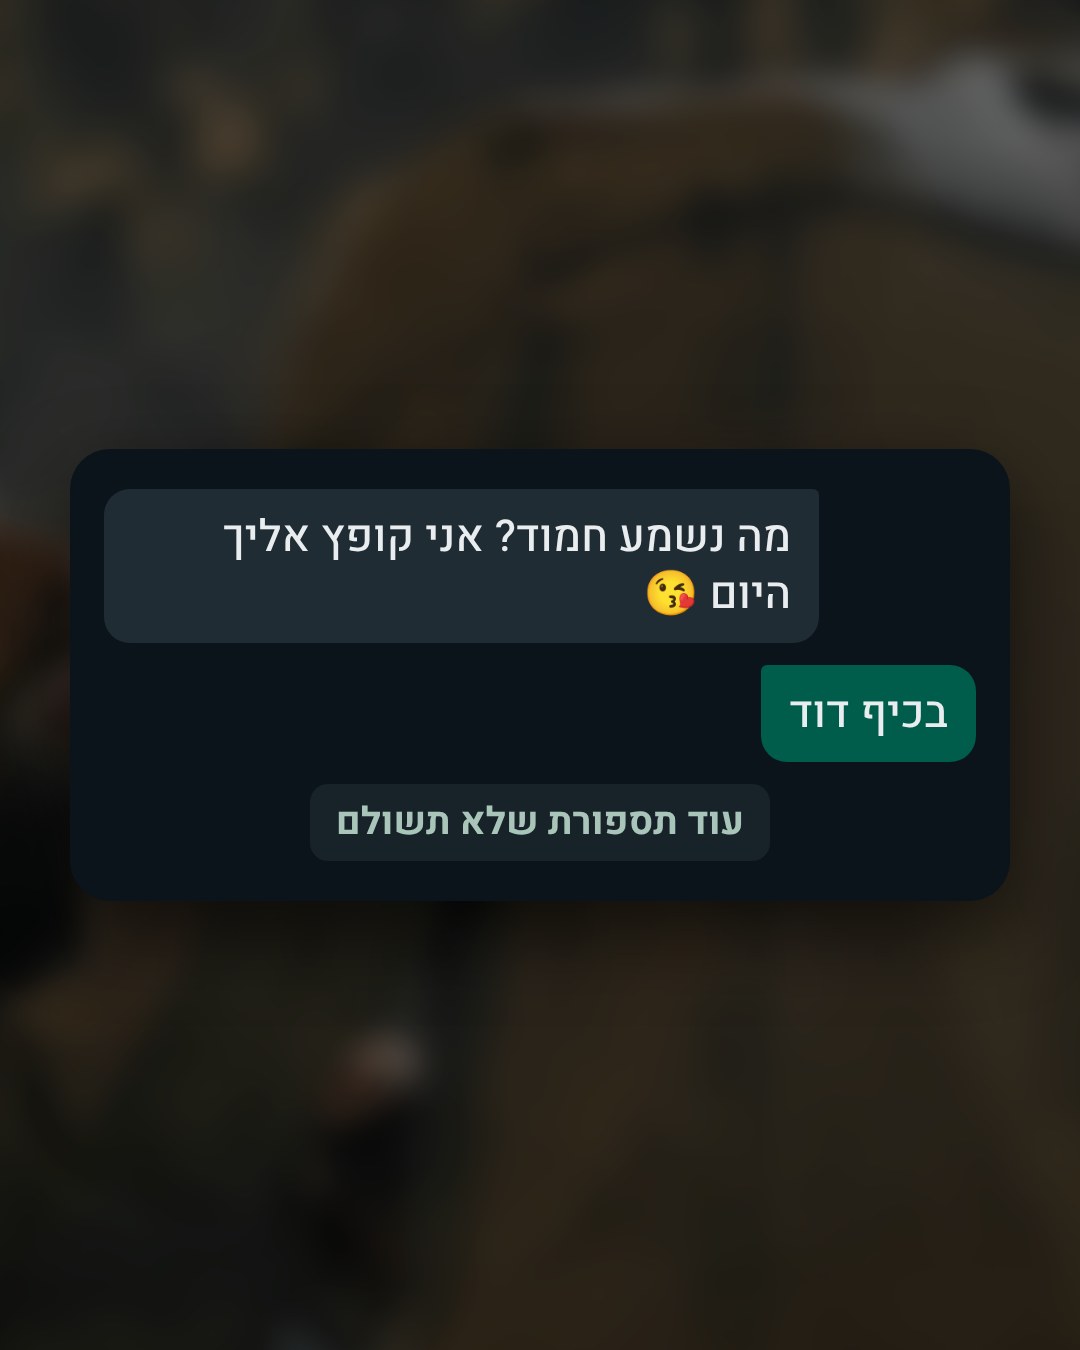 מה נשמע חמוד? אני קופץ אליך
היום 😘
בכיף דוד
עוד תספורת שלא תשולם